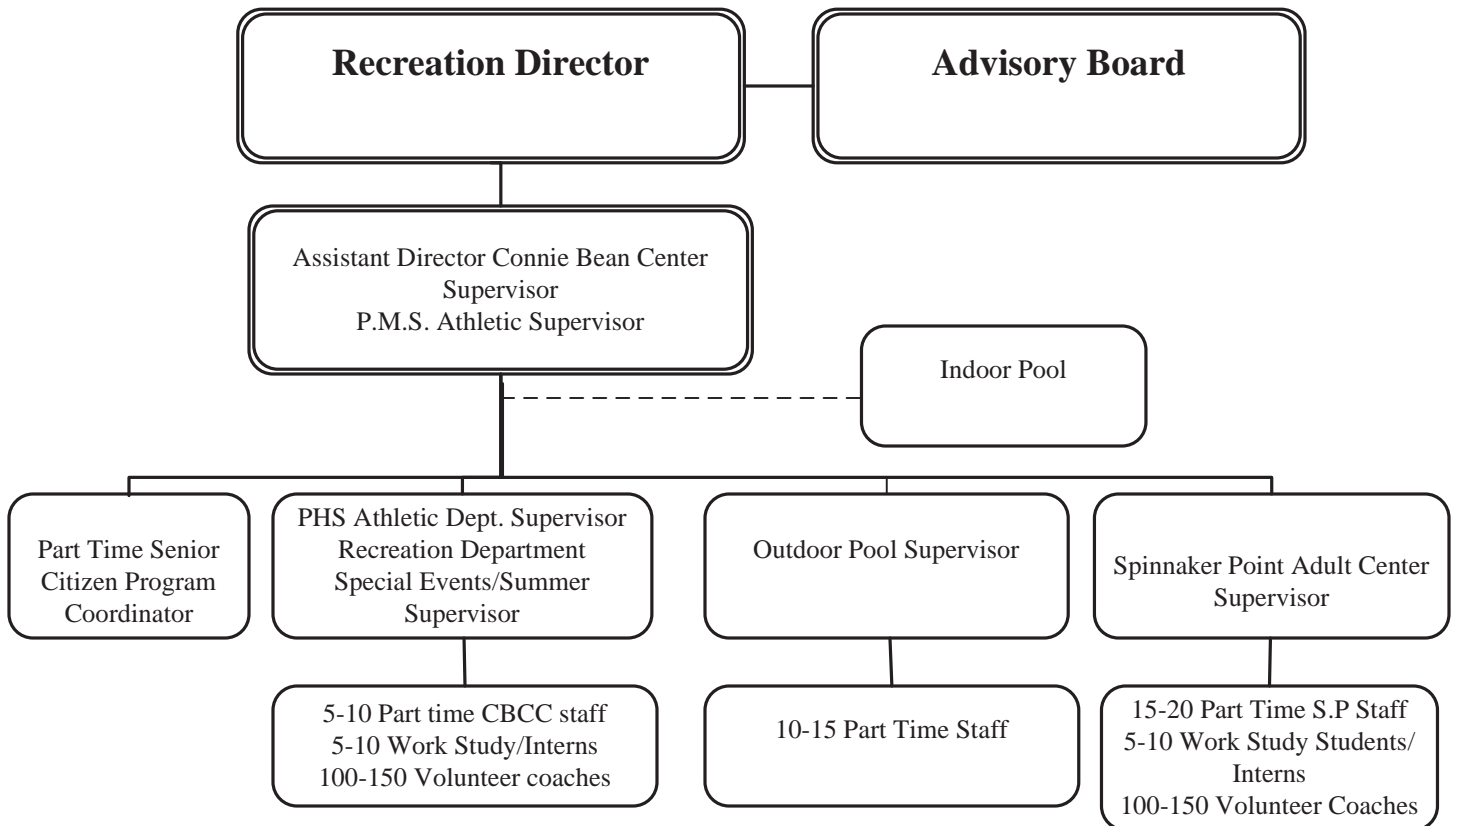 Recreation Director
Advisory Board
Assistant Director Connie Bean Center
Supervisor
P.M.S. Athletic Supervisor
Indoor Pool
Part Time Senior
Citizen Program
Coordinator
PHS Athletic Dept. Supervisor
Recreation Department
Special Events/Summer
Supervisor
Outdoor Pool Supervisor
Spinnaker Point Adult Center
Supervisor
5-10 Part time CBCC staff
5-10 Work Study/Interns
100-150 Volunteer coaches
10-15 Part Time Staff
15-20 Part Time S.P Staff
5-10 Work Study Students/
Interns
100-150 Volunteer Coaches